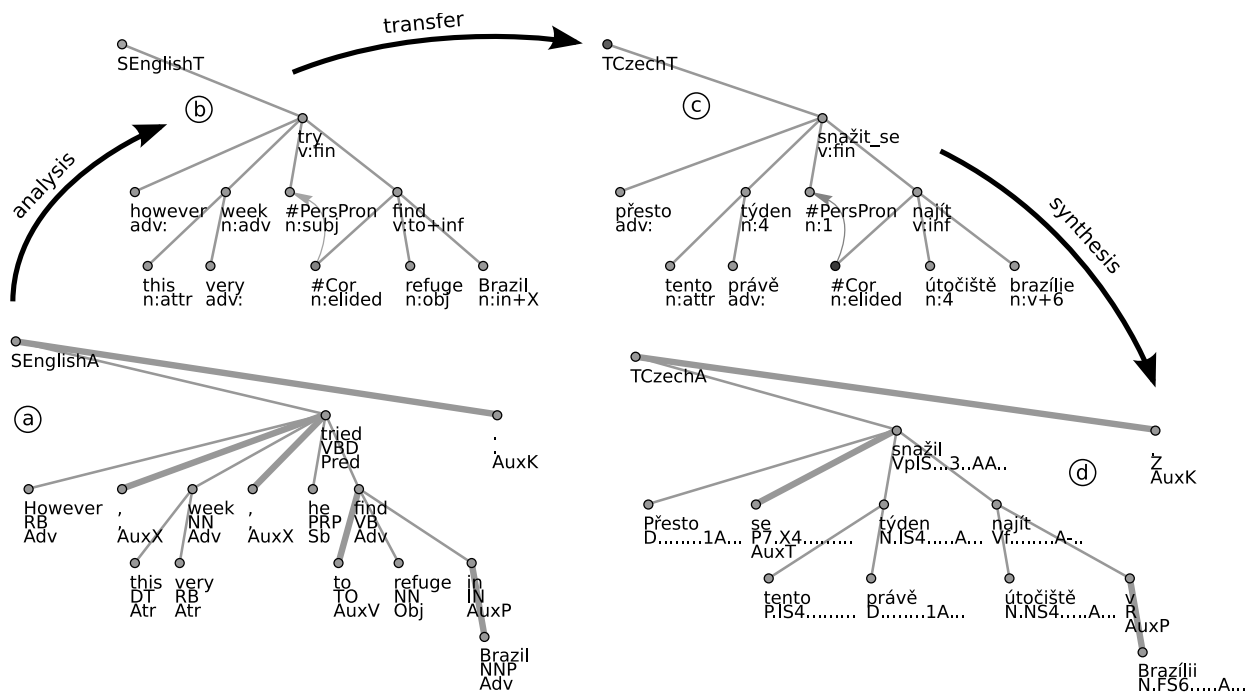 transfer
analysis
synthesis
SEnglishT
b
try
v:fin
however
adv:
week
n:adv
#PersPron
n:subj
find
v:to+inf
this
n:attr
very
adv:
#Cor
n:elided
refuge
n:obj
Brazil
n:in+X
TCzechT
c
snažit_se
v:fin
přesto
adv:
týden
n:4
#PersPron
n:1
najít
v:inf
tento
n:attr
právě
adv:
#Cor
n:elided
útočiště
n:4
brazílie
n:v+6
SEnglishA
a
tried
VBD
Pred
.
.
AuxK
However
RB
Adv
,
,
AuxX
week
NN
Adv
,
,
AuxX
he
PRP
Sb
find
VB
Adv
this
DT
Atr
very
RB
Atr
to
TO
AuxV
refuge
NN
Obj
in
IN
AuxP
Brazil
NNP
Adv
TCzechA
d
snažil
VpIS...3..AA..
.
Z
AuxK
Přesto
D........1A...
se
P7.X4.........
AuxT
týden
N.IS4.....A...
najít
Vf........A-..
tento
P.IS4.........
právě
D........1A...
útočiště
N.NS4.....A...
v
R
AuxP
Brazílii
N.FS6.....A...